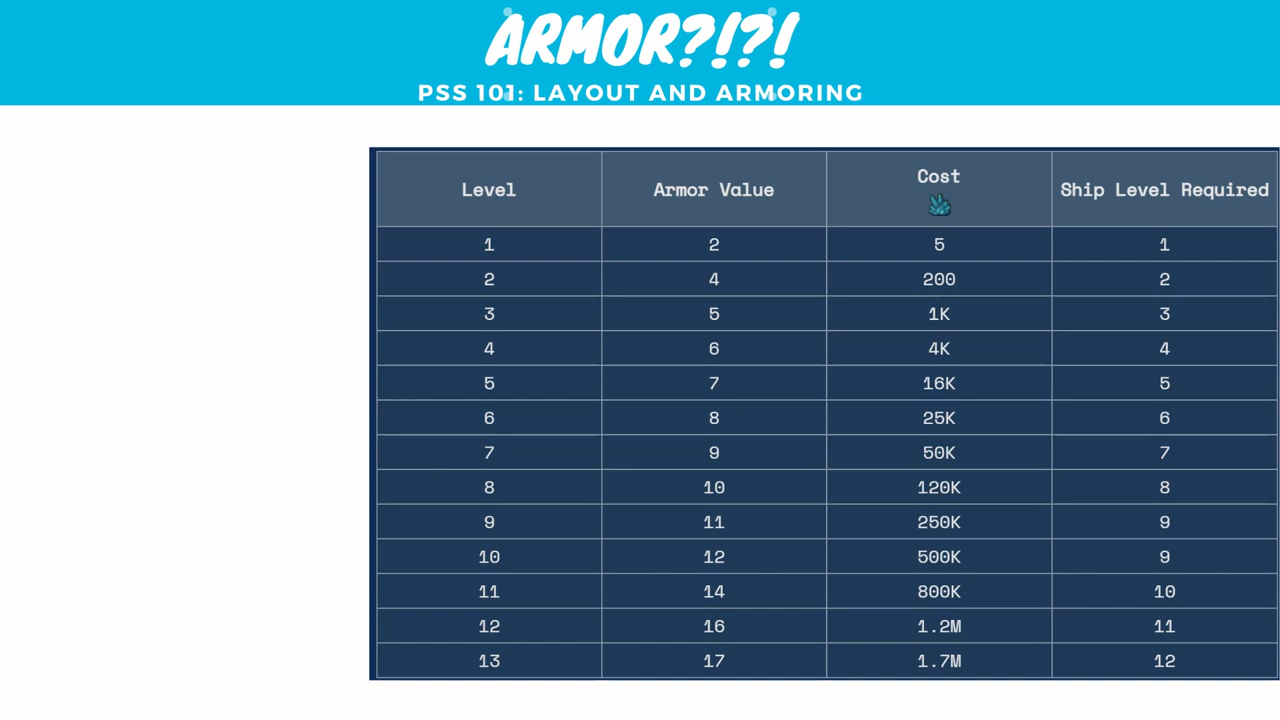 ARMOR?!?!
PSS 101: LAYOUT AND ARMORING
Level Armor Value Cost Ship Level Required
1 2 5 1
2 4 200 2
3 5 1K 3
4 6 4K 4
5 7 16K 5
6 8 25K 6
7 9 50K 7
8 10 120K 8
9 11 250K 9
10 12 500K 9
11 14 800K 10
12 16 1.2M 11
13 17 1.7M 12